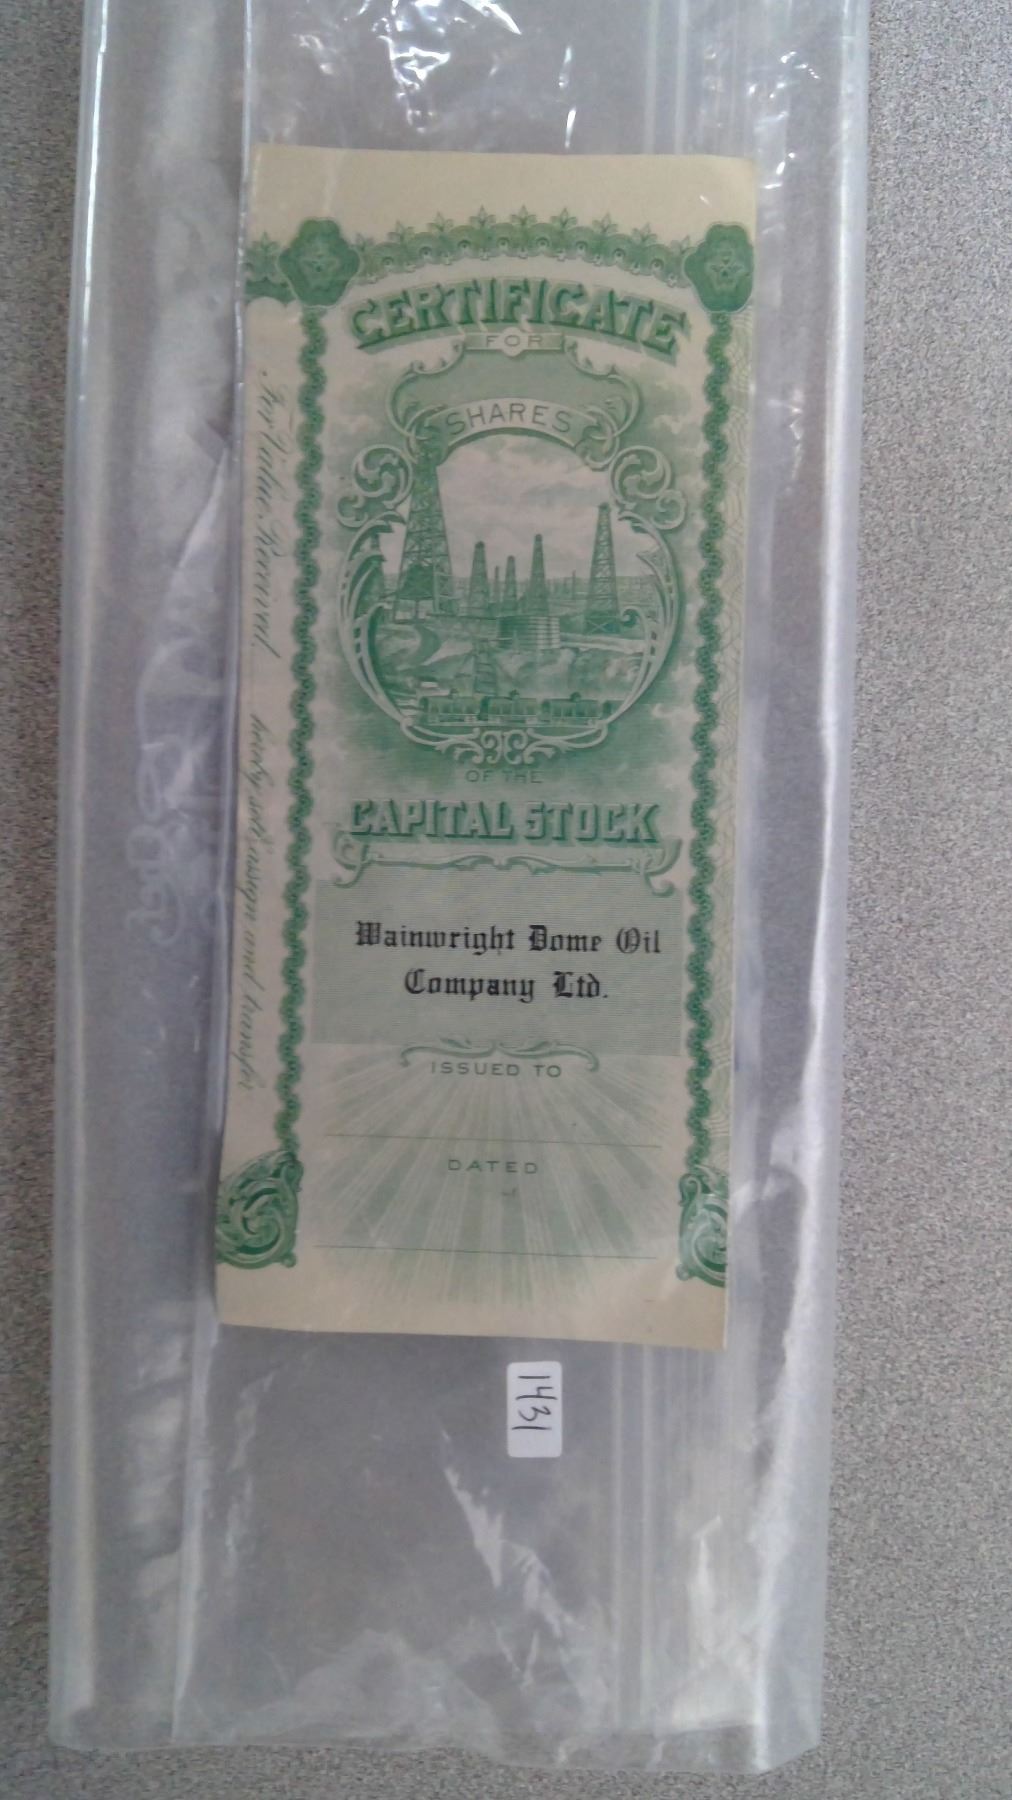 CERTIFICATE
FOR
SHARES
OF THE
CAPITAL STOCK
Wainwright Dome Oil
Company Ltd.
ISSUED TO
DATED
For Value Received, hereby sell, assign and transfer
1431